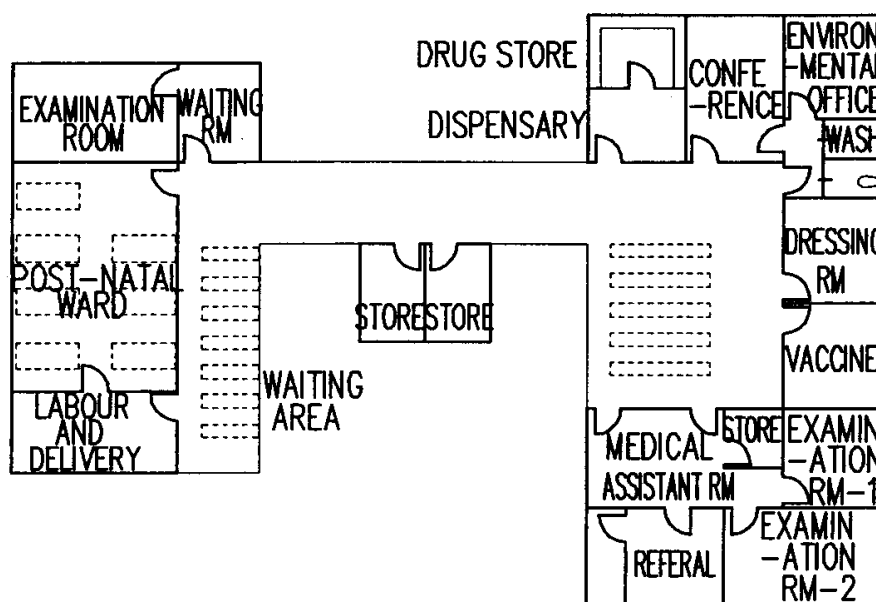 DRUG STORE
DISPENSARY
CONFE
-RENCE
ENVIRON
-MENTAL
OFFICE
WASH
EXAMINATION
ROOM
WAITING
RM
POST-NATAL
WARD
LABOUR
AND
DELIVERY
WAITING
AREA
STORE
STORE
DRESSING
RM
VACCINE
MEDICAL
ASSISTANT RM
STORE
EXAMIN
-ATION
RM-1
REFERAL
EXAMIN
-ATION
RM-2